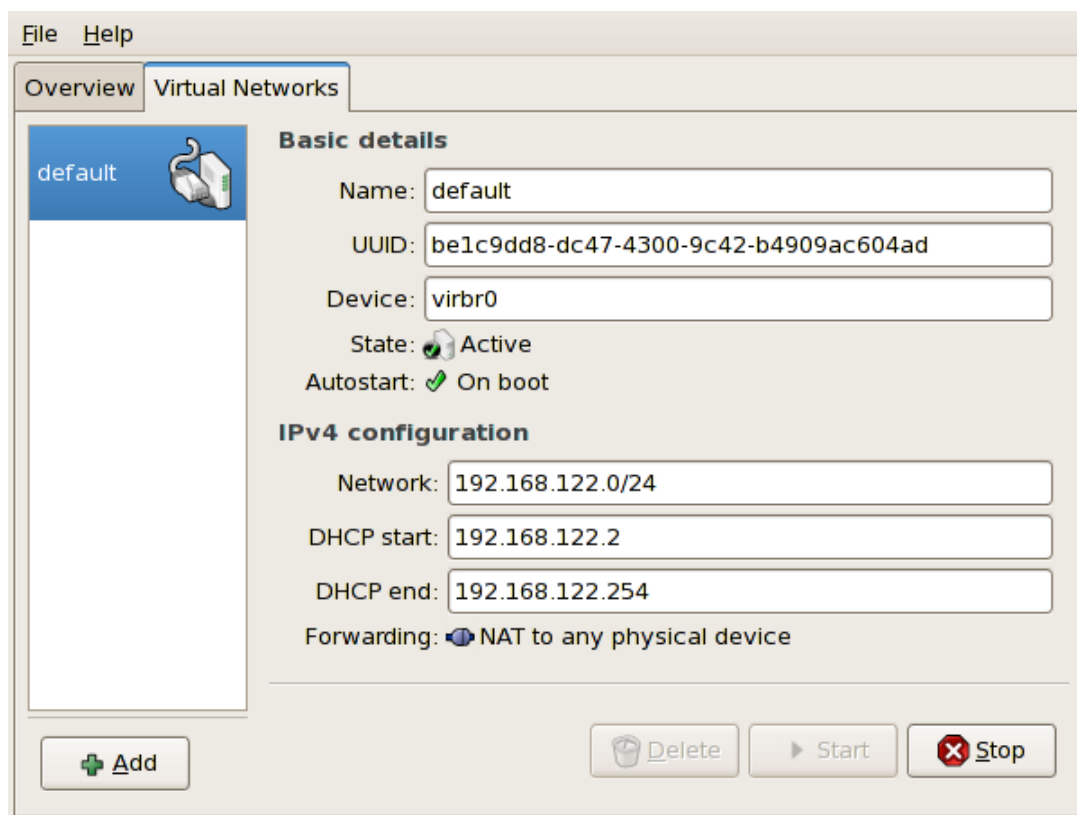 File Help
Overview Virtual Networks
default
Basic details
Name: default
UUID: be1c9dd8-dc47-4300-9c42-b4909ac604ad
Device: virbr0
State: Active
Autostart: On boot
IPv4 configuration
Network: 192.168.122.0/24
DHCP start: 192.168.122.2
DHCP end: 192.168.122.254
Forwarding: NAT to any physical device
Add
Delete Start Stop